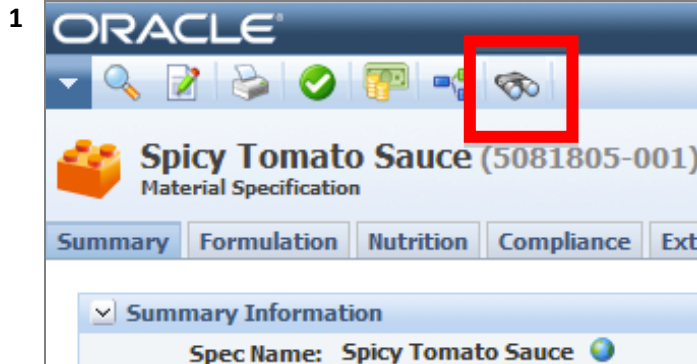 1
ORACLE®
Spicy Tomato Sauce (5081805-001)
Material Specification
Summary Formulation Nutrition Compliance Ext
Summary Information
Spec Name: Spicy Tomato Sauce